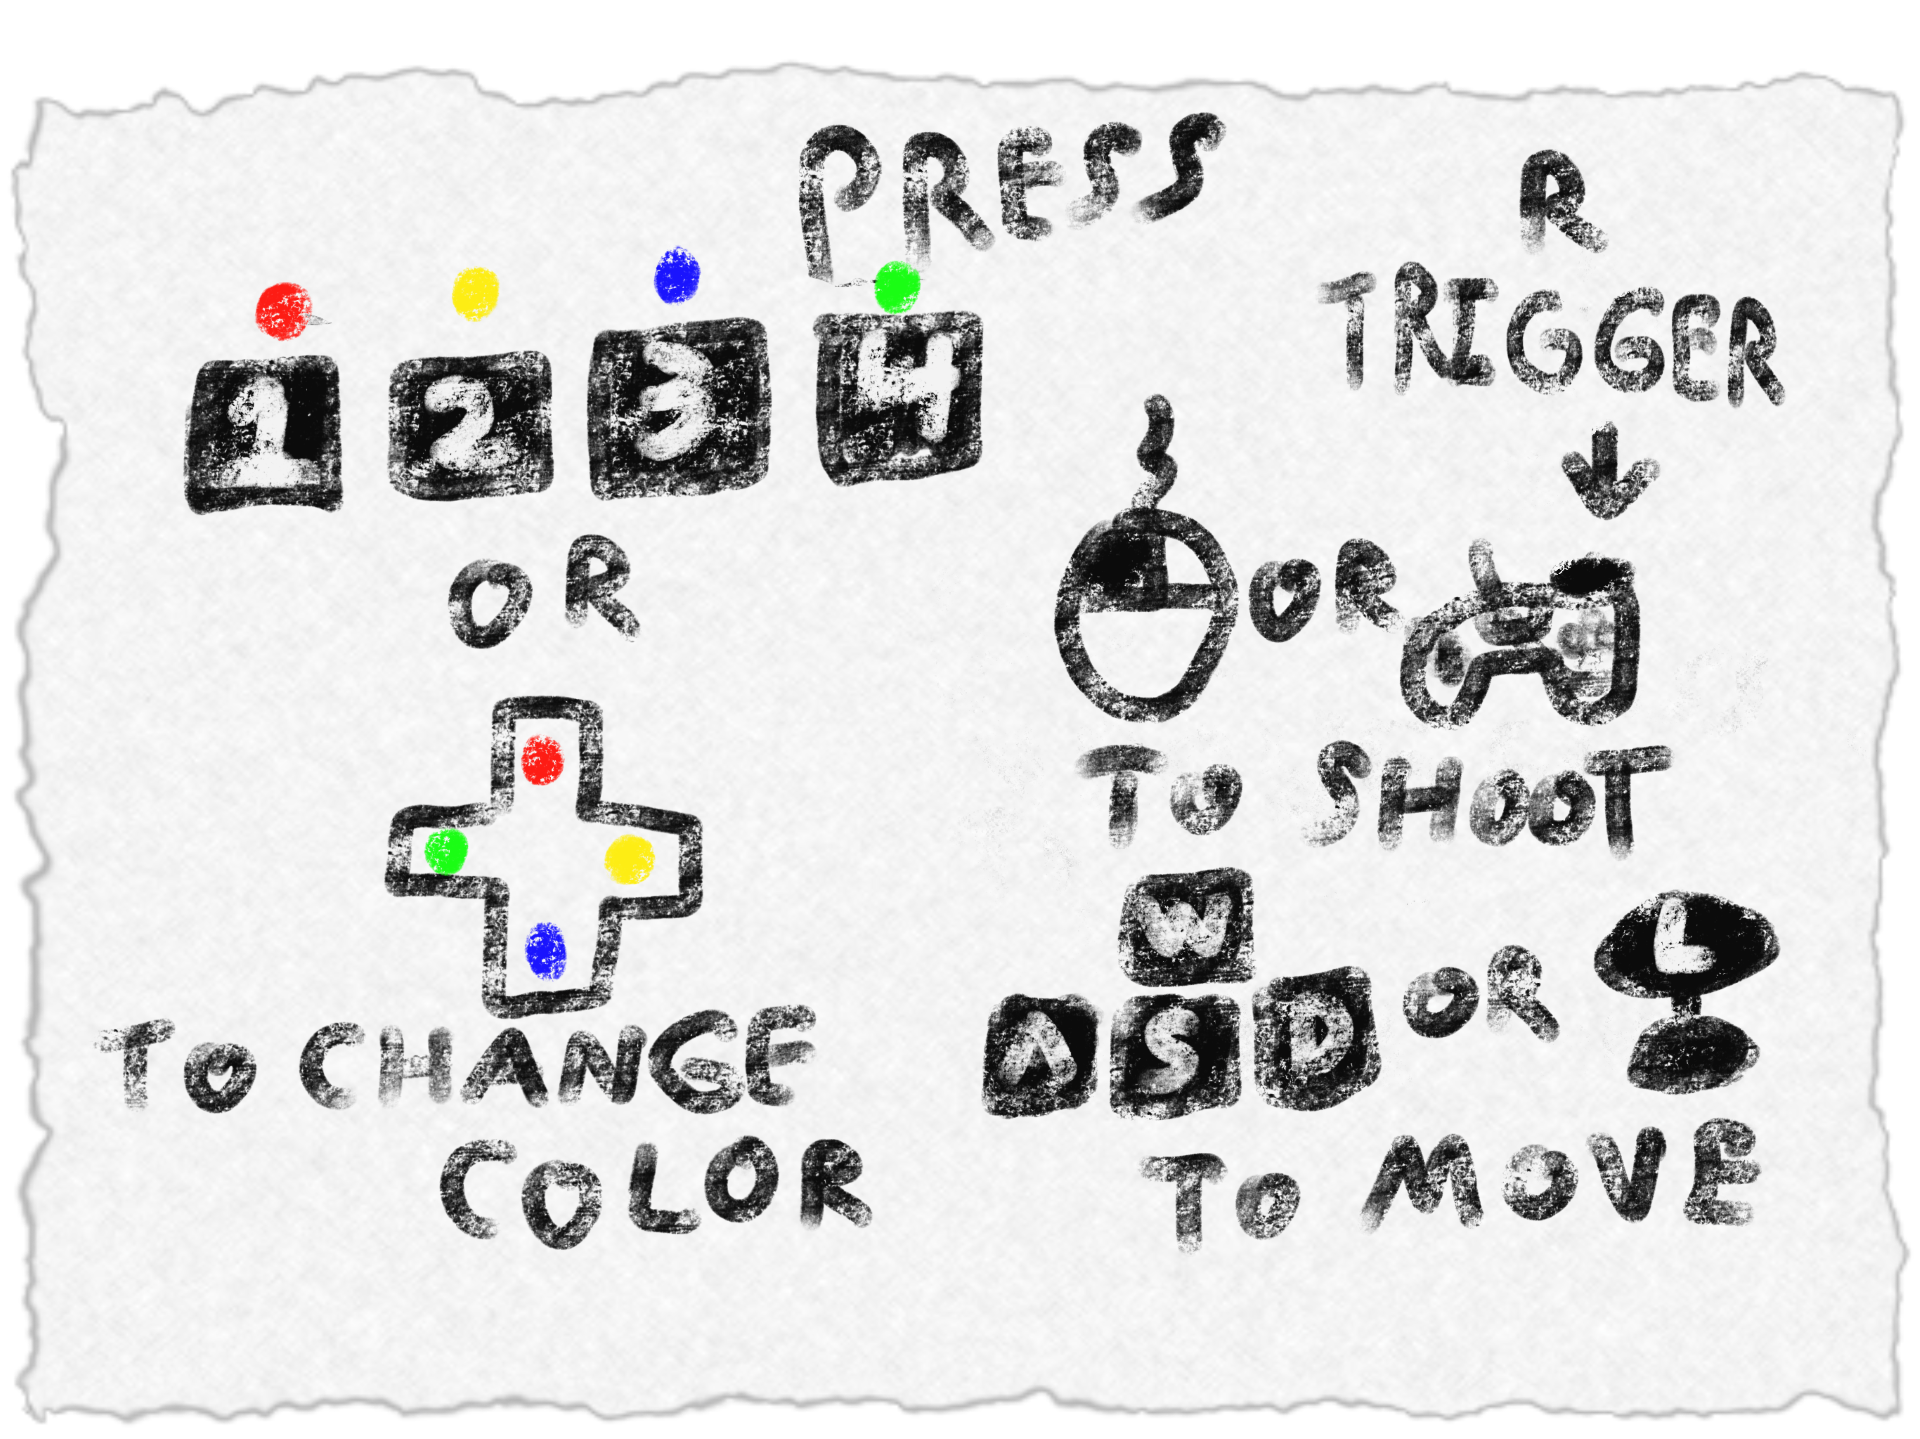 PRESS
1 2 3 4
OR
TO CHANGE
COLOR
R
TRIGGER
OR
TO SHOOT
W
A S D OR L
TO MOVE